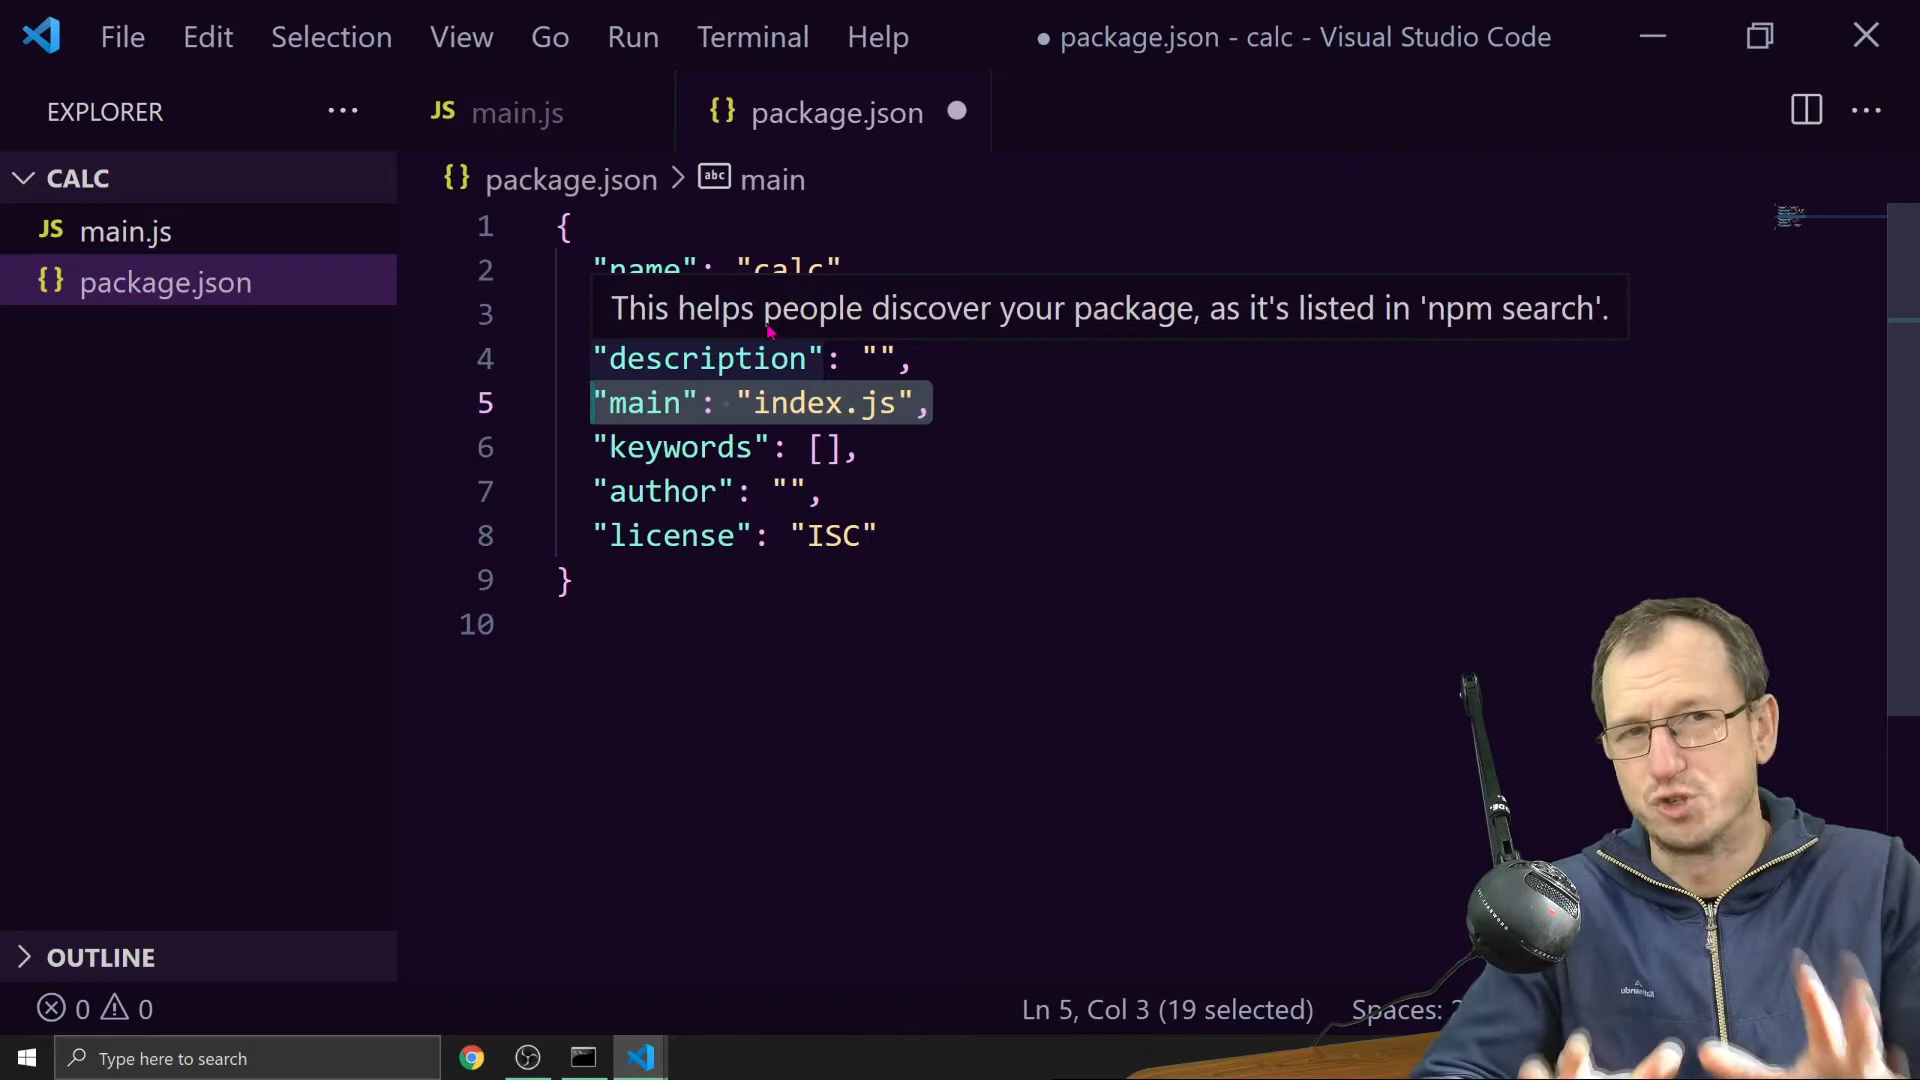 File Edit Selection View Go Run Terminal Help ● package.json - calc - Visual Studio Code
EXPLORER ··· JS main.js {} package.json ● ···
CALC
JS main.js
{} package.json
{} package.json > abc main
1 {
2 "name": "calc"
3 This helps people discover your package, as it's listed in 'npm search'.
4 "description": "",
5 "main": "index.js",
6 "keywords": [],
7 "author": "",
8 "license": "ISC"
9 }
10
OUTLINE
0 0 Ln 5, Col 3 (19 selected) Spaces:
Type here to search